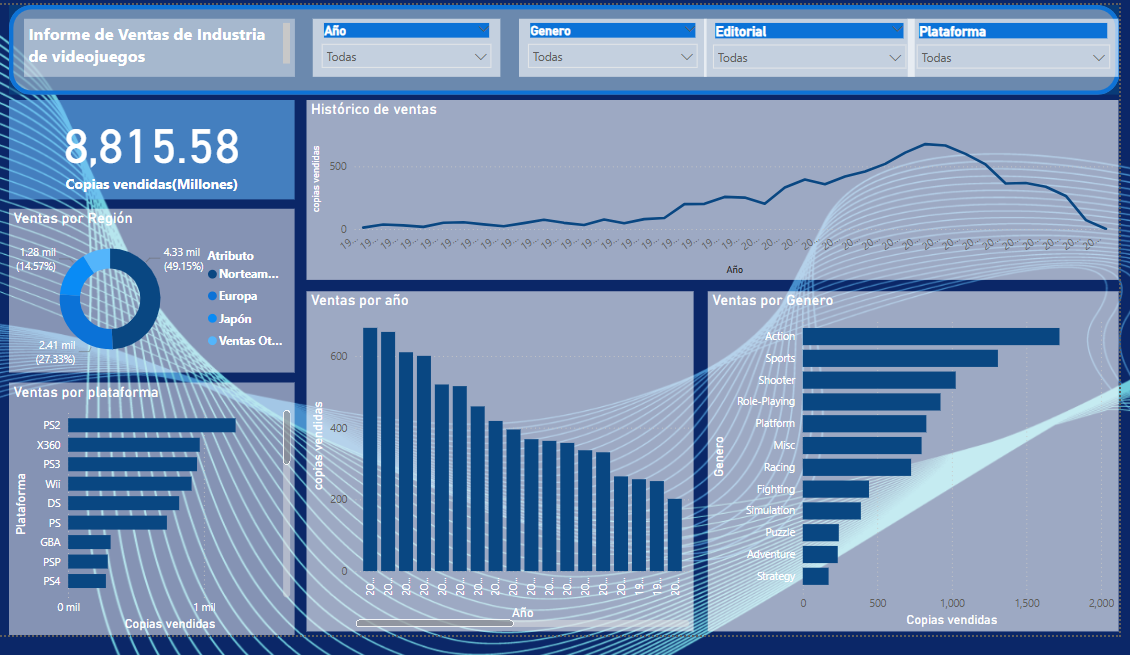 Informe de Ventas de Industria
de videojuegos
Año
Todas
Genero
Todas
Editorial
Todas
Plataforma
Todas
8,815.58
Copias vendidas(Millones)
Histórico de ventas
copias vendidas
500
0
19... 19... 19... 19... 19... 19... 19... 19... 19... 19... 19... 19... 19... 19... 19... 19... 19... 19... 19... 19... 20... 20... 20... 20... 20... 20... 20... 20... 20... 20... 20... 20... 20... 20... 20... 20... 20... 20...
Año
Ventas por Región
1.28 mil
(14.57%)
4.33 mil
(49.15%)
2.41 mil
(27.33%)
Atributo
Norteam...
Europa
Japón
Ventas Ot...
Ventas por plataforma
Plataforma
PS2
X360
PS3
Wii
DS
PS
GBA
PSP
PS4
0 mil 1 mil
Copias vendidas
Ventas por año
copias vendidas
600
400
200
0
20... 20... 20... 20... 20... 20... 20... 20... 20... 20... 20... 20... 20... 20... 20... 19... 19... 20...
Año
Ventas por Genero
Genero
Action
Sports
Shooter
Role-Playing
Platform
Misc
Racing
Fighting
Simulation
Puzzle
Adventure
Strategy
0 500 1,000 1,500 2,000
Copias vendidas